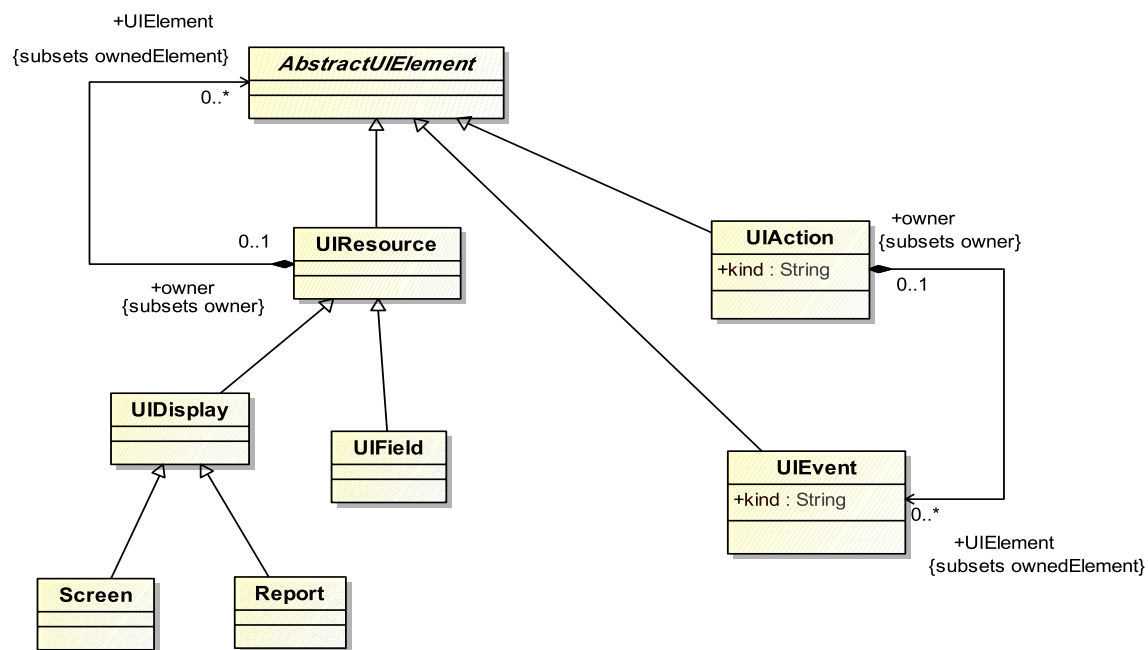 +UIElement
{subsets ownedElement}
AbstractUIElement
0..*
0..1
UIResource
+owner
{subsets owner}
UIAction
+kind : String
+owner
{subsets owner}
0..1
UIDisplay
UIField
UIEvent
+kind : String
0..*
+UIElement
{subsets ownedElement}
Screen
Report